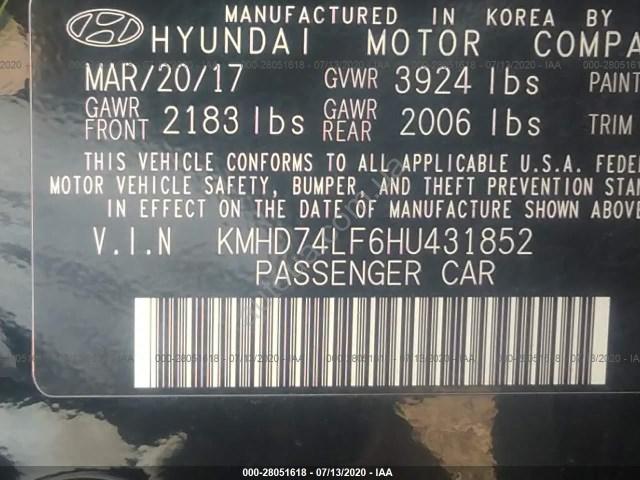 MANUFACTURED IN KOREA BY
HYUNDAI MOTOR COMPA
MAR/20/17 GVWR 3924 lbs PAINT
GAWR FRONT 2183 lbs GAWR REAR 2006 lbs TRIM
THIS VEHICLE CONFORMS TO ALL APPLICABLE U.S.A. FEDE
MOTOR VEHICLE SAFETY, BUMPER, AND THEFT PREVENTION STAN
IN EFFECT ON THE DATE OF MANUFACTURE SHOWN ABOVE
V.I.N KMHD74LF6HU431852
PASSENGER CAR
000-28051618 - 07/13/2020 - IAA